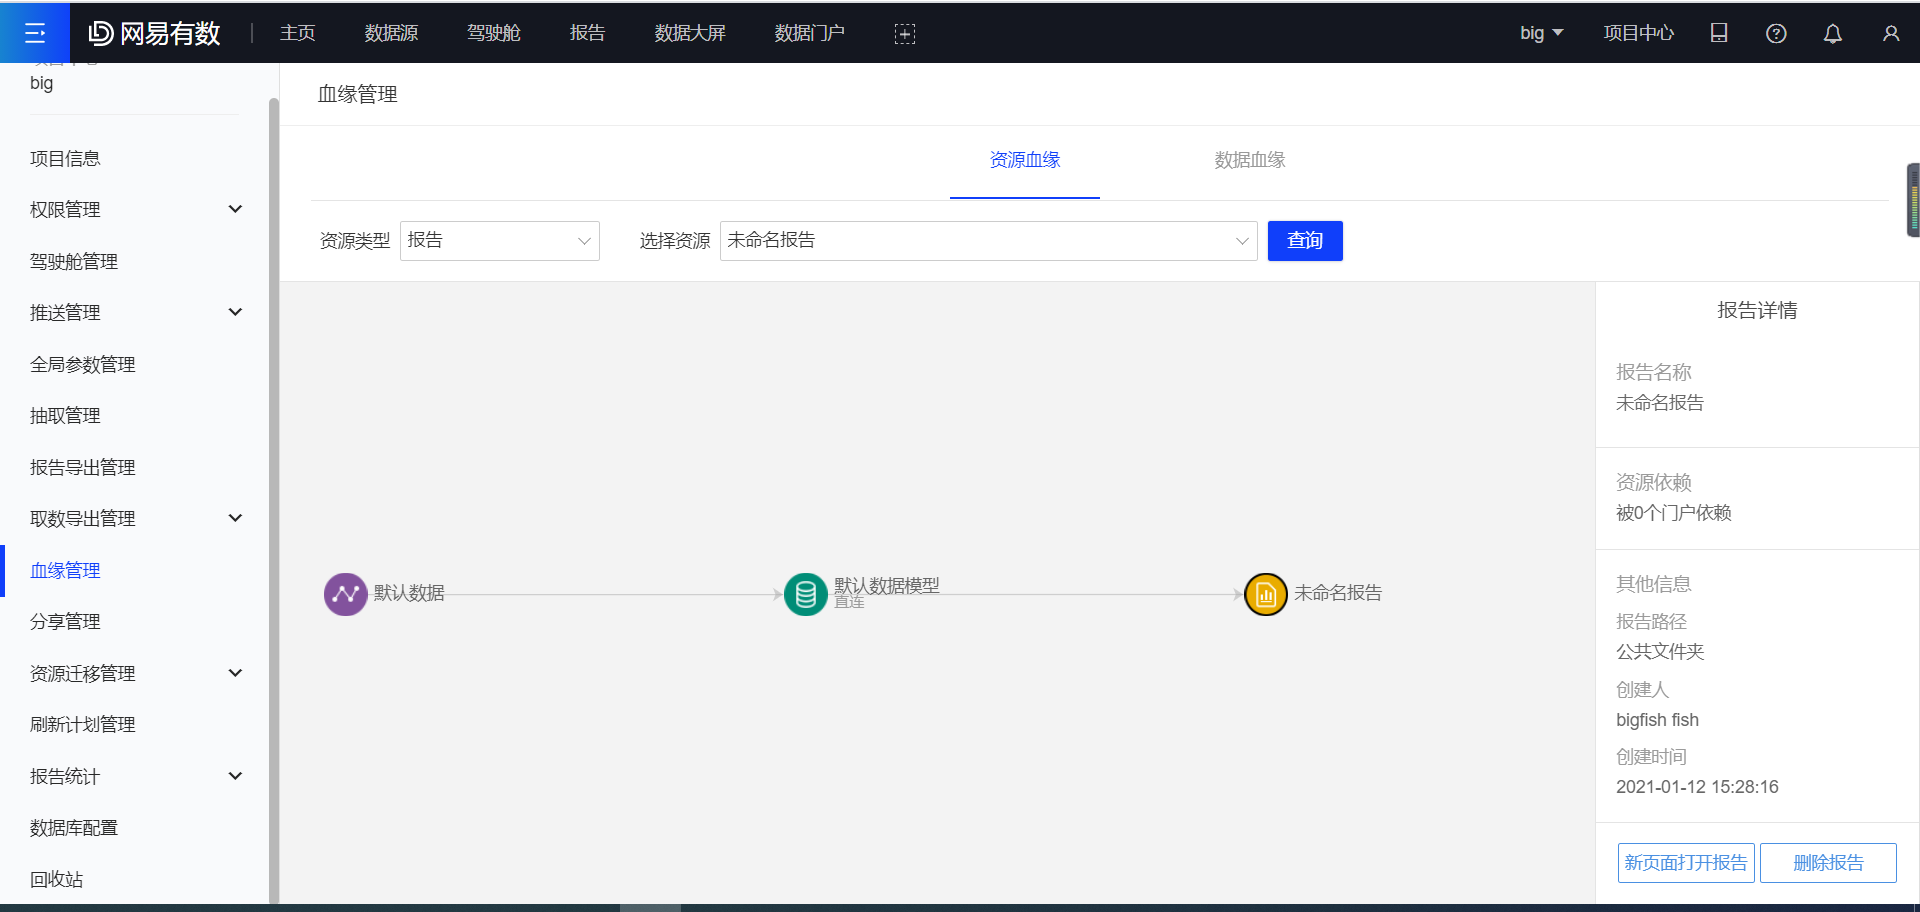 网易有数
主页
数据源
驾驶舱
报告
数据大屏
数据门户
big
项目中心
big
项目信息
权限管理
驾驶舱管理
推送管理
全局参数管理
抽取管理
报告导出管理
取数导出管理
血缘管理
分享管理
资源迁移管理
刷新计划管理
报告统计
数据库配置
回收站
血缘管理
资源血缘
数据血缘
资源类型
报告
选择资源
未命名报告
查询
默认数据
默认数据模型
直连
未命名报告
报告详情
报告名称
未命名报告
资源依赖
被0个门户依赖
其他信息
报告路径
公共文件夹
创建人
bigfish fish
创建时间
2021-01-12 15:28:16
新页面打开报告
删除报告